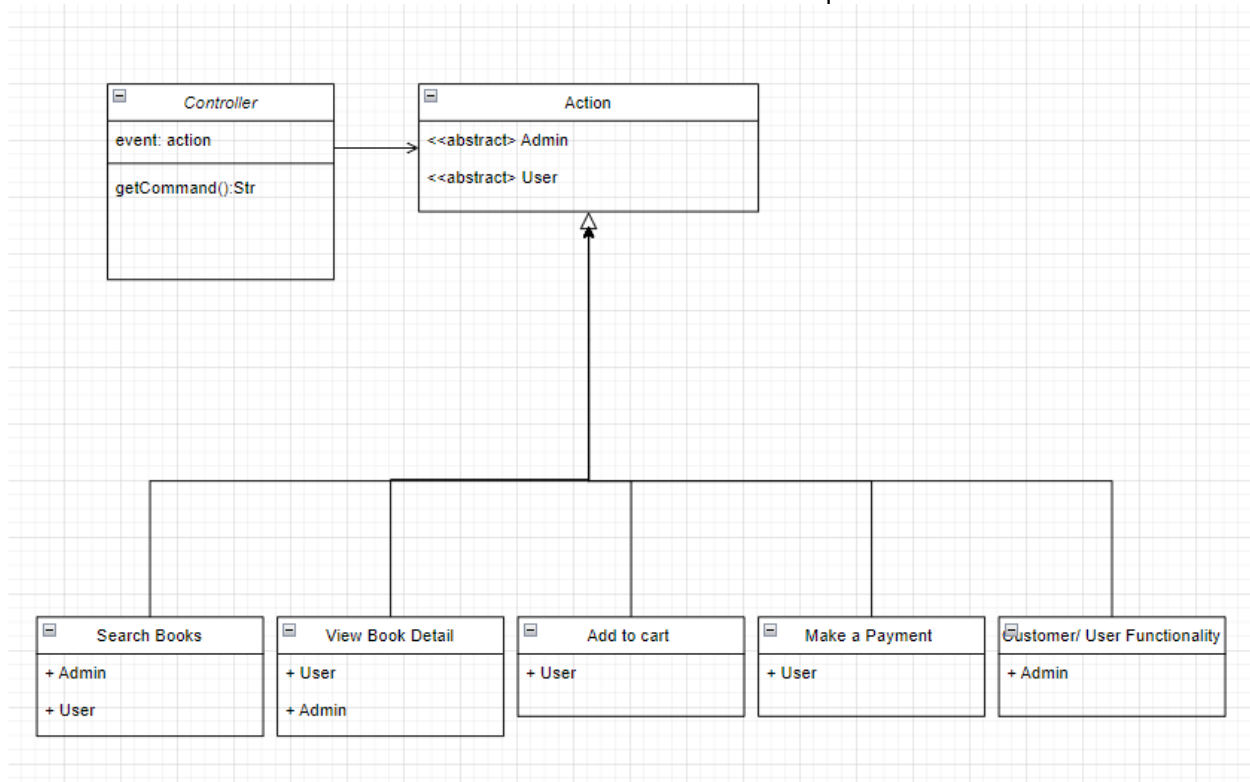 Controller
event: action
getCommand():Str
Action
<<abstract> Admin
<<abstract> User
Search Books
+ Admin
+ User
View Book Detail
+ User
+ Admin
Add to cart
+ User
Make a Payment
+ User
Customer/ User Functionality
+ Admin